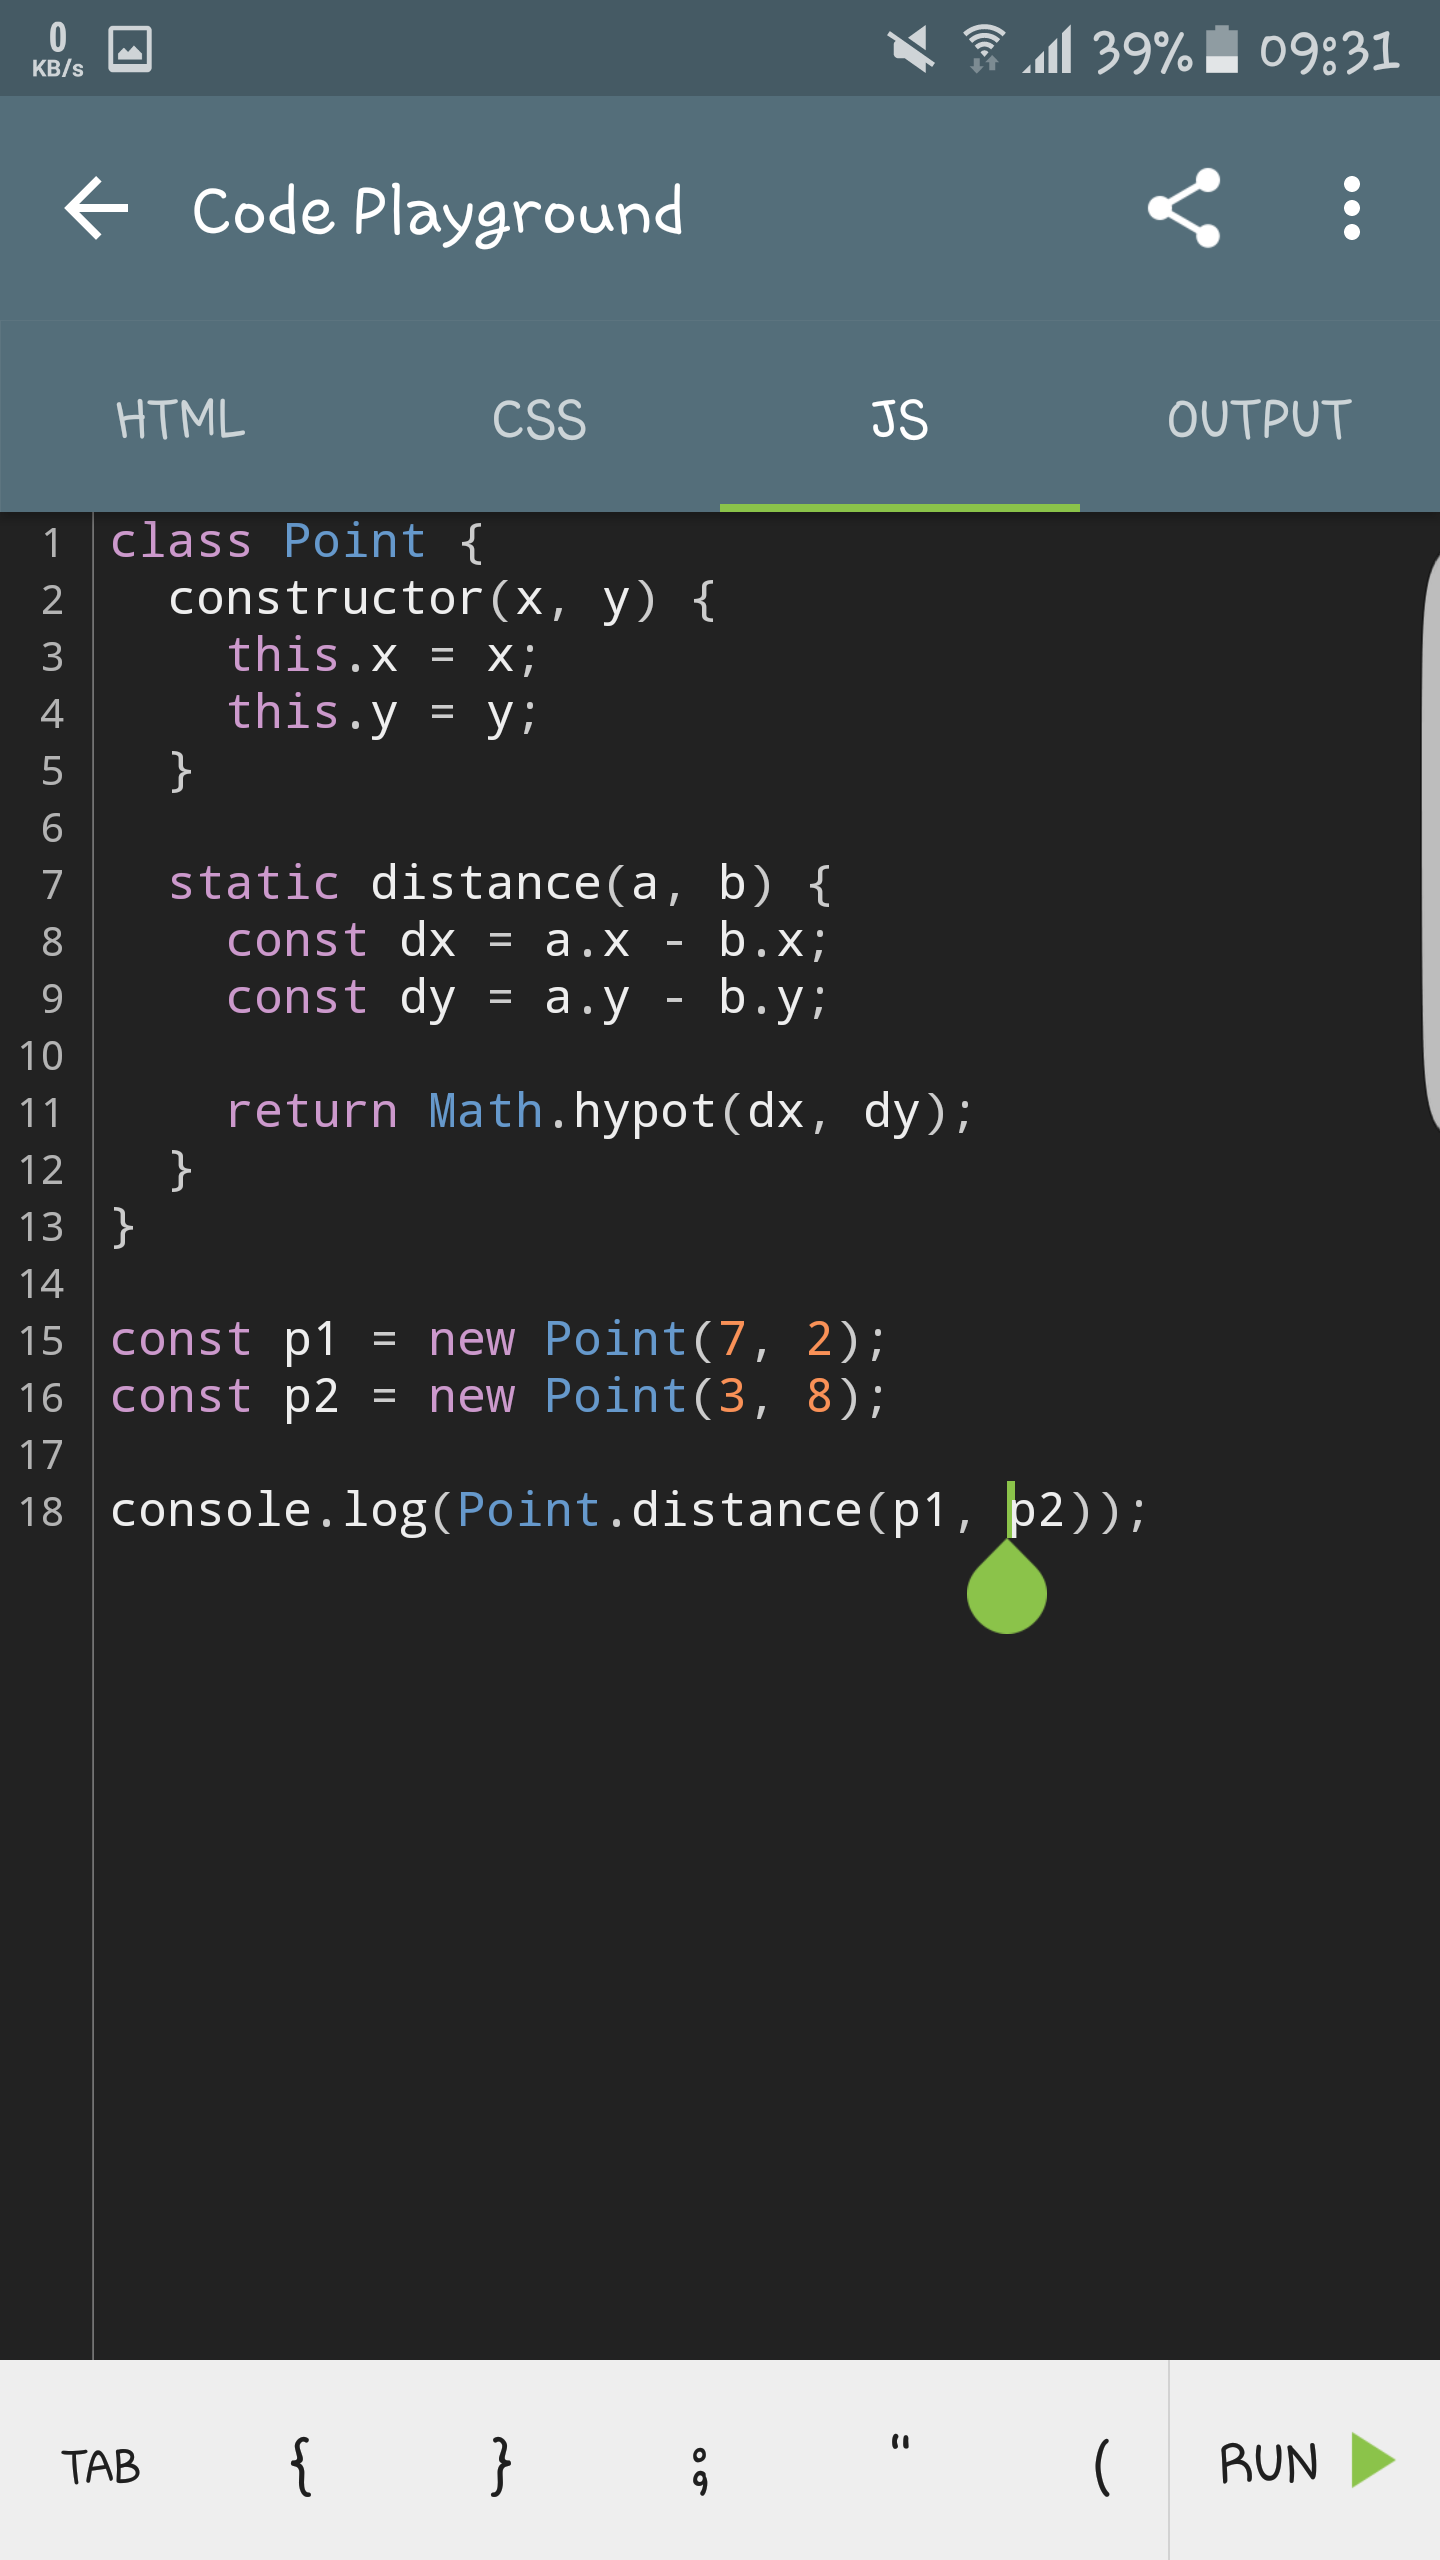 0
KB/s
39%
09:31
Code Playground
HTML CSS JS OUTPUT
1 class Point {
2 constructor(x, y) {
3 this.x = x;
4 this.y = y;
5 }
6
7 static distance(a, b) {
8 const dx = a.x - b.x;
9 const dy = a.y - b.y;
10
11 return Math.hypot(dx, dy);
12 }
13 }
14
15 const p1 = new Point(7, 2);
16 const p2 = new Point(3, 8);
17
18 console.log(Point.distance(p1, p2));
TAB { } ; " ( RUN